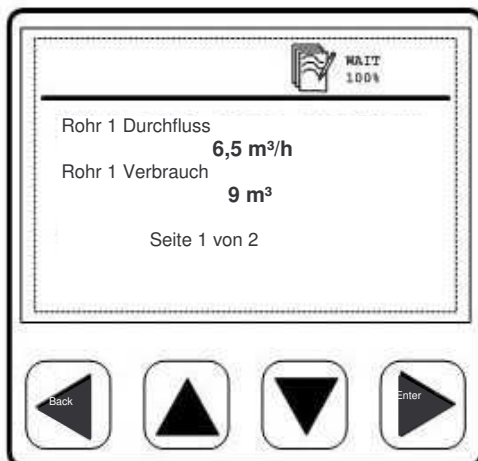 WAIT
100%
Rohr 1 Durchfluss
6,5 m³/h
Rohr 1 Verbrauch
9 m³
Seite 1 von 2
Back
Enter